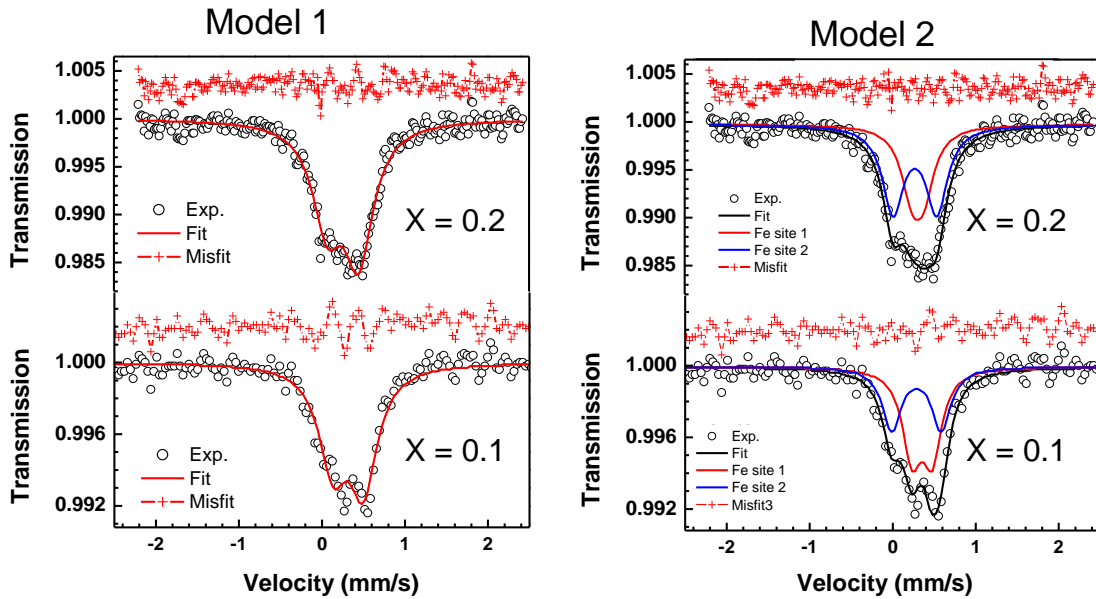 Model 1
1.005
1.000
0.995
0.990
0.985
Transmission
Exp.
Fit
Misfit
X = 0.2
1.000
0.996
0.992
Transmission
Exp.
Fit
Misfit
X = 0.1
-2 -1 0 1 2
Velocity (mm/s)
Model 2
1.005
1.000
0.995
0.990
0.985
Transmission
Exp.
Fit
Fe site 1
Fe site 2
Misfit
X = 0.2
1.000
0.996
0.992
Transmission
Exp.
Fit
Fe site 1
Fe site 2
Misfit3
X = 0.1
-2 -1 0 1 2
Velocity (mm/s)